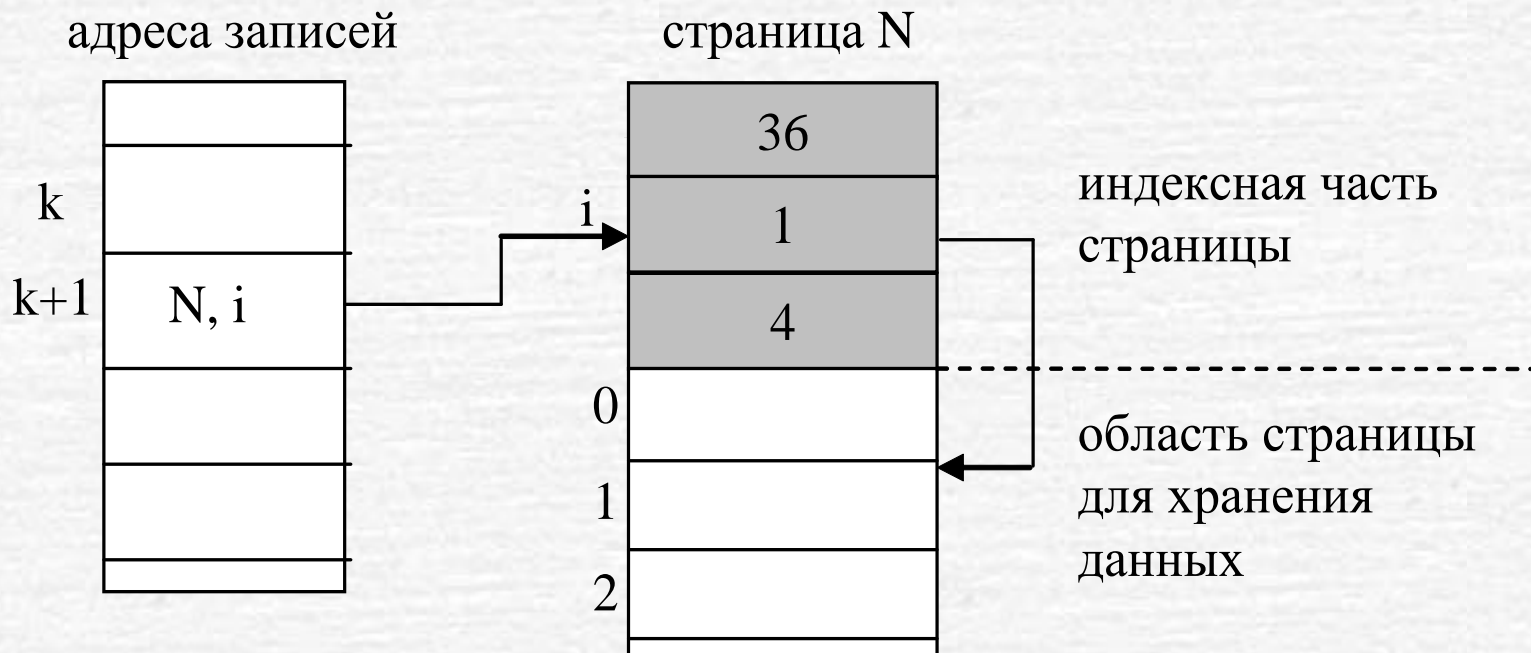 адреса записей
k
k+1
N, i
страница N
36
i
1
4
0
1
2
индексная часть
страницы
область страницы
для хранения
данных